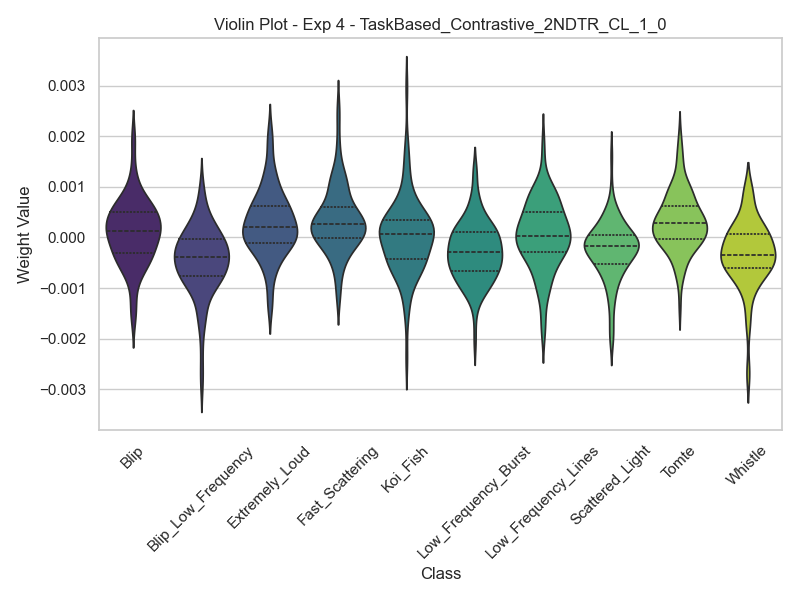 Violin Plot - Exp 4 - TaskBased_Contrastive_2NDTR_CL_1_0
Weight Value
0.003
0.002
0.001
0.000
−0.001
−0.002
−0.003
Blip
Blip_Low_Frequency
Extremely_Loud
Fast_Scattering
Koi_Fish
Low_Frequency_Burst
Low_Frequency_Lines
Scattered_Light
Tomte
Whistle
Class